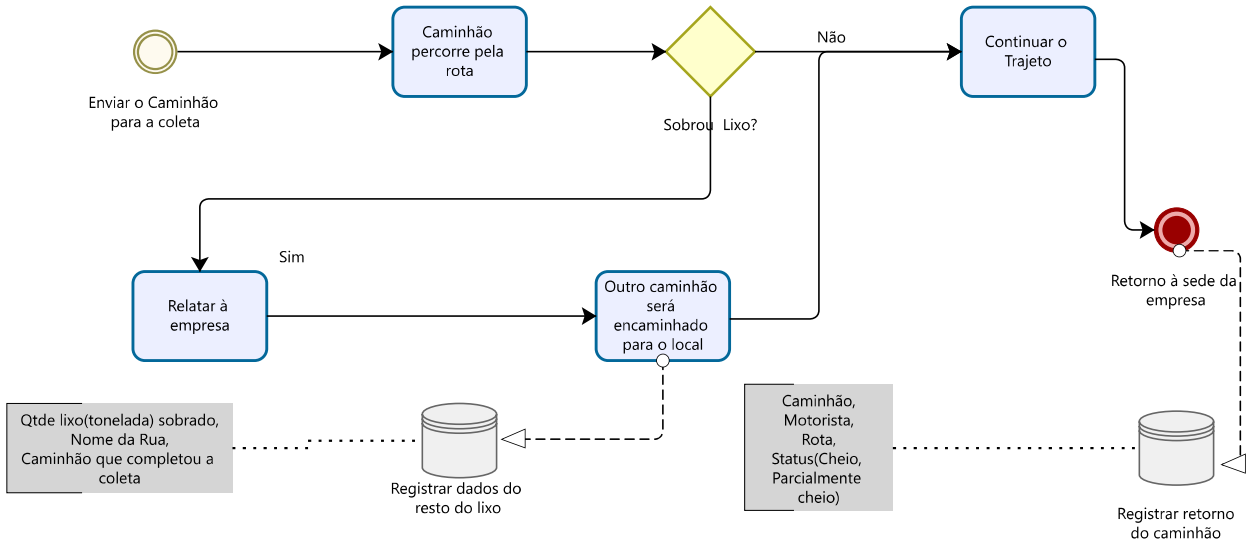 Caminhão
percorre pela
rota
Não
Continuar o
Trajeto
Enviar o Caminhão
para a coleta
Sobrou Lixo?
Sim
Relatar à
empresa
Outro caminhão
será
encaminhado
para o local
Retorno à sede da
empresa
Qtde lixo(tonelada) sobrado,
Nome da Rua,
Caminhão que completou a
coleta
Registrar dados do
resto do lixo
Caminhão,
Motorista,
Rota,
Status(Cheio,
Parcialmente
cheio)
Registrar retorno
do caminhão